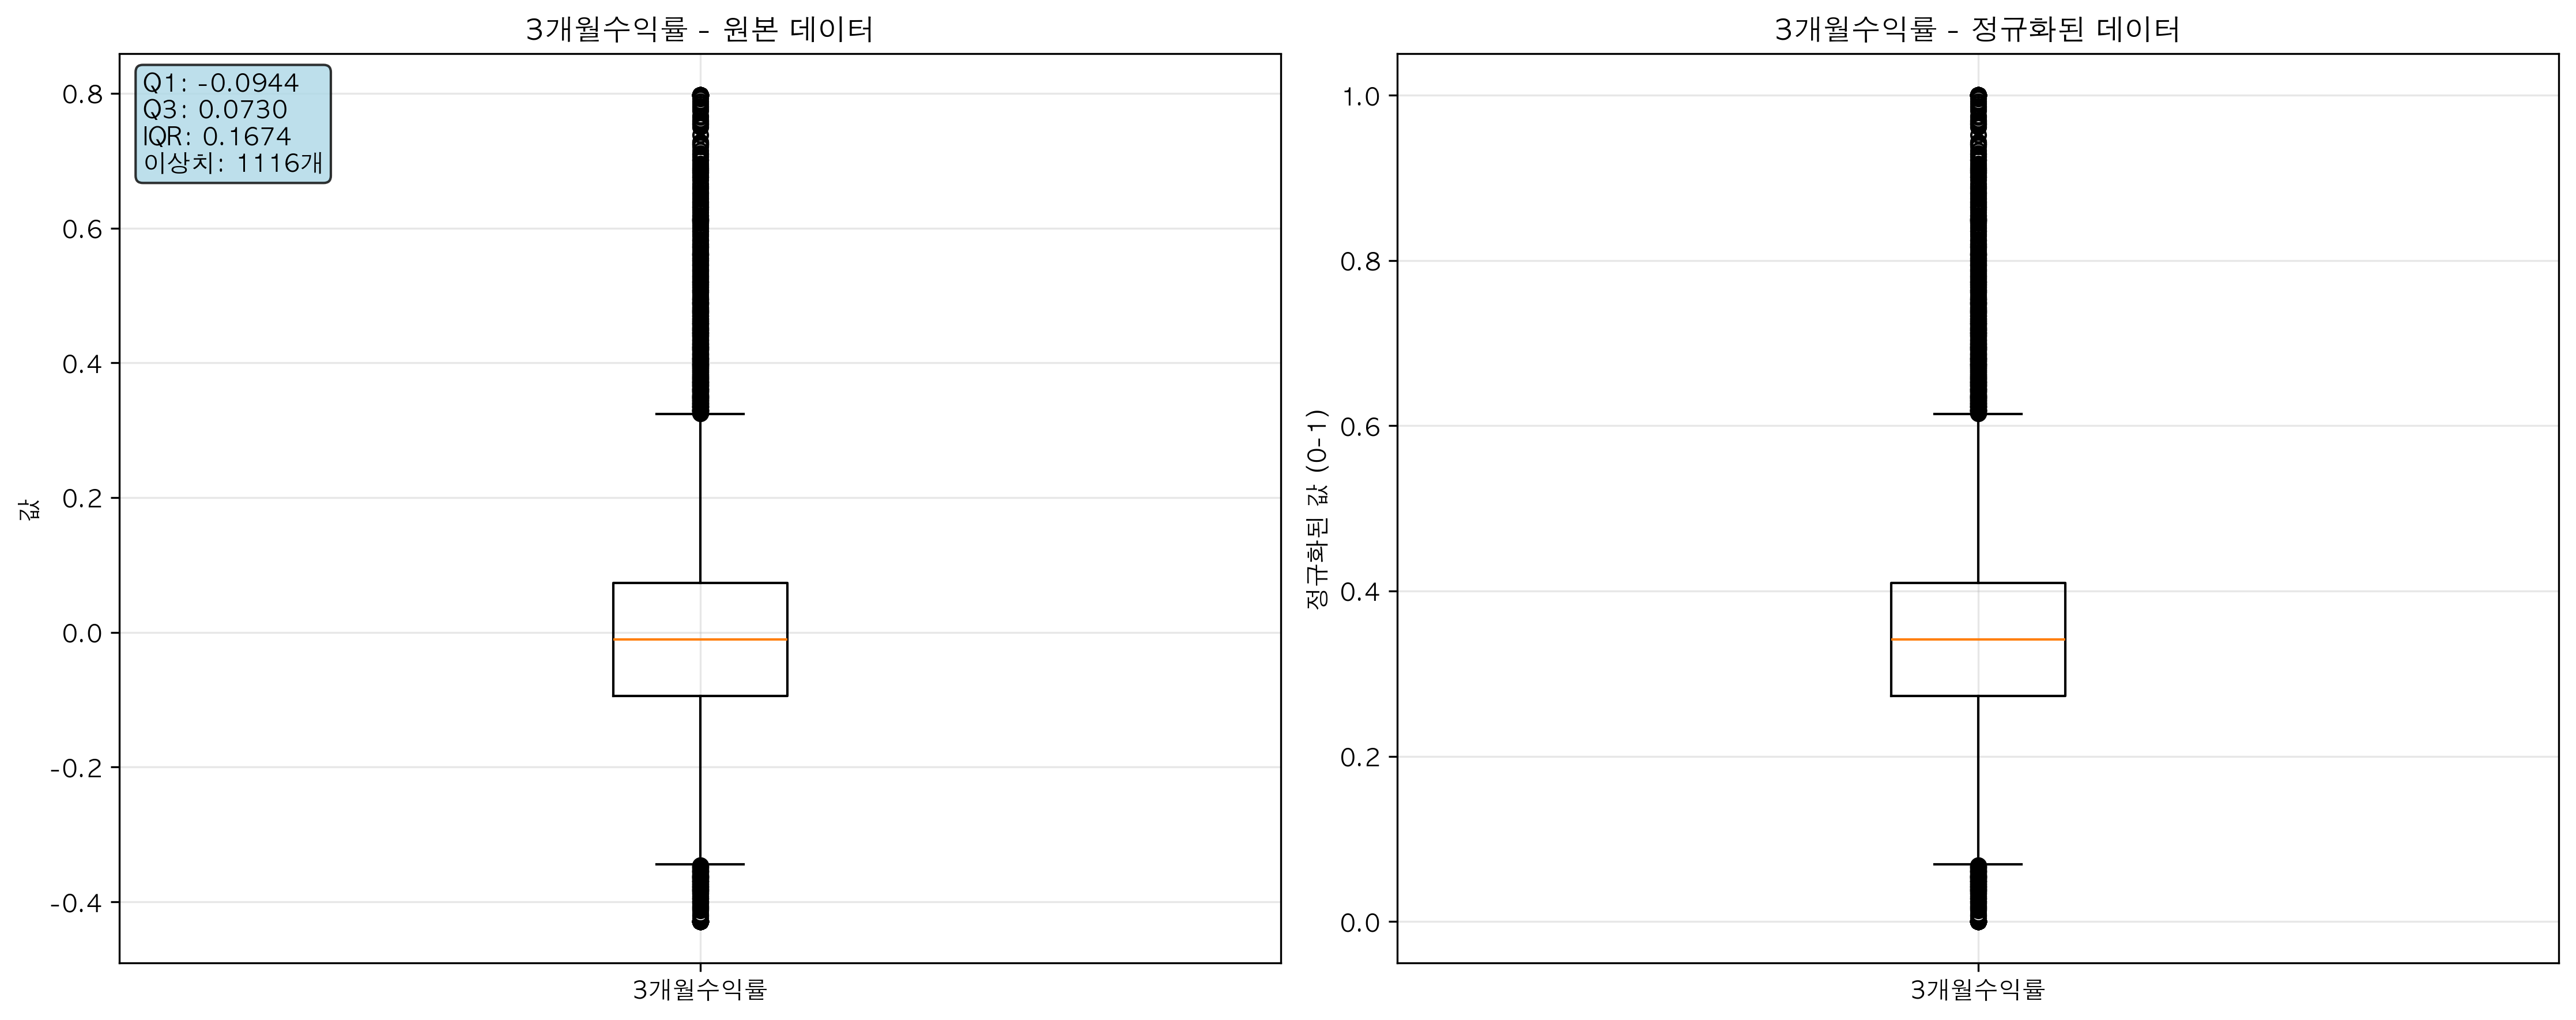 3개월수익률 - 원본 데이터
Q1: -0.0944
Q3: 0.0730
IQR: 0.1674
이상치: 1116개
0.8
0.6
0.4
0.2
0.0
-0.2
-0.4
값
3개월수익률
3개월수익률 - 정규화된 데이터
1.0
0.8
0.6
0.4
0.2
0.0
정규화된 값 (0-1)
3개월수익률